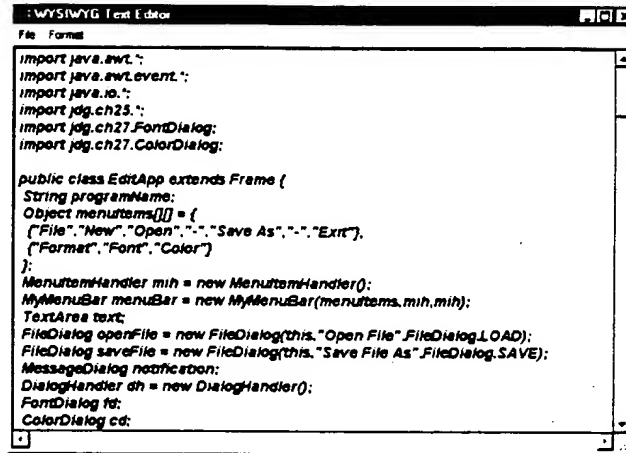 : WYSIWYG Text Editor
File Format
import java.awt.*;
import java.awt.event.*;
import java.io.*;
import jdg.ch25.*;
import jdg.ch27.FontDialog;
import jdg.ch27.ColorDialog;
public class EditApp extends Frame {
String programName;
Object menuItems[][] = {
{"File","New","Open","-","Save As","-","Exit"},
{"Format","Font","Color"}
};
MenuItemHandler mih = new MenuItemHandler();
MyMenuBar menuBar = new MyMenuBar(menuItems,mih,mih);
TextArea text;
FileDialog openFile = new FileDialog(this,"Open File",FileDialog.LOAD);
FileDialog saveFile = new FileDialog(this,"Save File As",FileDialog.SAVE);
MessageDialog notification;
DialogHandler dh = new DialogHandler();
FontDialog fd;
ColorDialog cd;